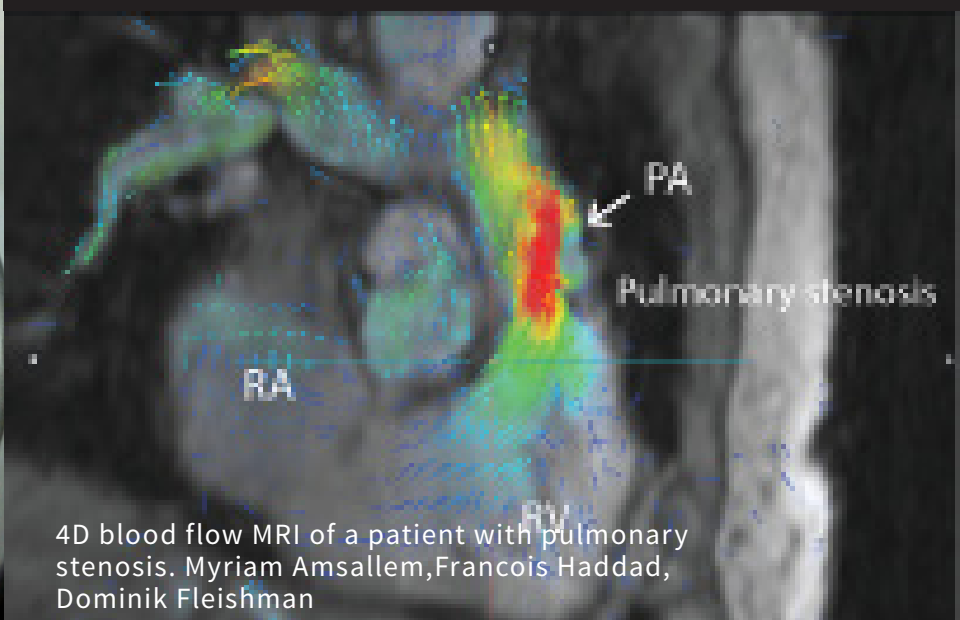 PA
Pulmonary stenosis
RA
RV
4D blood flow MRI of a patient with pulmonary
stenosis. Myriam Amsallem,Francois Haddad,
Dominik Fleishman